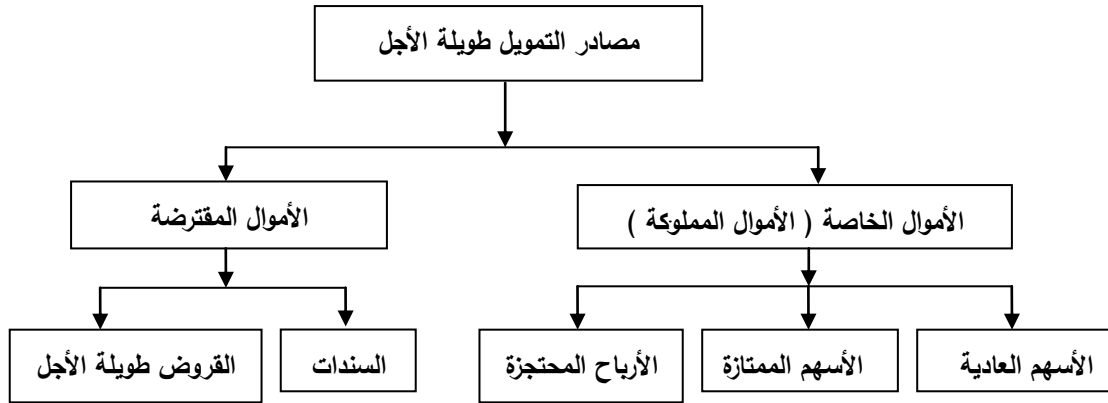 مصادر التمويل طويلة الأجل
الأموال الخاصة ( الأموال المملوكة )
الأموال المقترضة
الأسهم العادية
الأسهم الممتازة
الأرباح المحتجزة
السندات
القروض طويلة الأجل